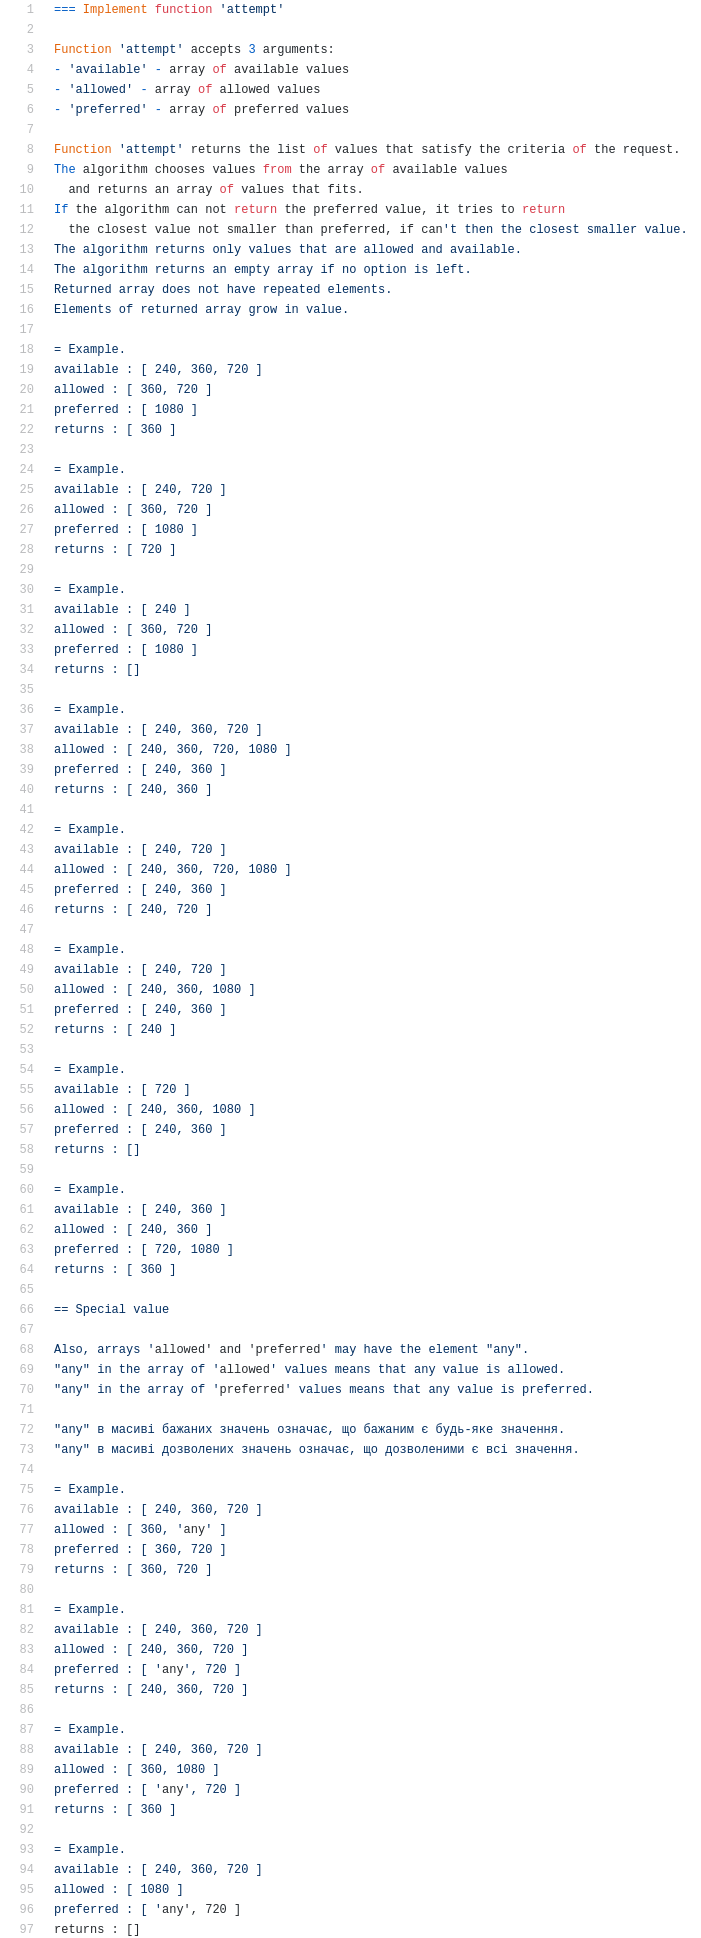 1 === Implement function 'attempt'
2
3 Function 'attempt' accepts 3 arguments:
4 - 'available' - array of available values
5 - 'allowed' - array of allowed values
6 - 'preferred' - array of preferred values
7
8 Function 'attempt' returns the list of values that satisfy the criteria of the request.
9 The algorithm chooses values from the array of available values
10   and returns an array of values that fits.
11 If the algorithm can not return the preferred value, it tries to return
12   the closest value not smaller than preferred, if can't then the closest smaller value.
13 The algorithm returns only values that are allowed and available.
14 The algorithm returns an empty array if no option is left.
15 Returned array does not have repeated elements.
16 Elements of returned array grow in value.
17
18 = Example.
19 available : [ 240, 360, 720 ]
20 allowed : [ 360, 720 ]
21 preferred : [ 1080 ]
22 returns : [ 360 ]
23
24 = Example.
25 available : [ 240, 720 ]
26 allowed : [ 360, 720 ]
27 preferred : [ 1080 ]
28 returns : [ 720 ]
29
30 = Example.
31 available : [ 240 ]
32 allowed : [ 360, 720 ]
33 preferred : [ 1080 ]
34 returns : []
35
36 = Example.
37 available : [ 240, 360, 720 ]
38 allowed : [ 240, 360, 720, 1080 ]
39 preferred : [ 240, 360 ]
40 returns : [ 240, 360 ]
41
42 = Example.
43 available : [ 240, 720 ]
44 allowed : [ 240, 360, 720, 1080 ]
45 preferred : [ 240, 360 ]
46 returns : [ 240, 720 ]
47
48 = Example.
49 available : [ 240, 720 ]
50 allowed : [ 240, 360, 1080 ]
51 preferred : [ 240, 360 ]
52 returns : [ 240 ]
53
54 = Example.
55 available : [ 720 ]
56 allowed : [ 240, 360, 1080 ]
57 preferred : [ 240, 360 ]
58 returns : []
59
60 = Example.
61 available : [ 240, 360 ]
62 allowed : [ 240, 360 ]
63 preferred : [ 720, 1080 ]
64 returns : [ 360 ]
65
66 == Special value
67
68 Also, arrays 'allowed' and 'preferred' may have the element "any".
69 "any" in the array of 'allowed' values means that any value is allowed.
70 "any" in the array of 'preferred' values means that any value is preferred.
71
72 "any" в масиві бажаних значень означає, що бажаним є будь-яке значення.
73 "any" в масиві дозволених значень означає, що дозволеними є всі значення.
74
75 = Example.
76 available : [ 240, 360, 720 ]
77 allowed : [ 360, 'any' ]
78 preferred : [ 360, 720 ]
79 returns : [ 360, 720 ]
80
81 = Example.
82 available : [ 240, 360, 720 ]
83 allowed : [ 240, 360, 720 ]
84 preferred : [ 'any', 720 ]
85 returns : [ 240, 360, 720 ]
86
87 = Example.
88 available : [ 240, 360, 720 ]
89 allowed : [ 360, 1080 ]
90 preferred : [ 'any', 720 ]
91 returns : [ 360 ]
92
93 = Example.
94 available : [ 240, 360, 720 ]
95 allowed : [ 1080 ]
96 preferred : [ 'any', 720 ]
97 returns : []